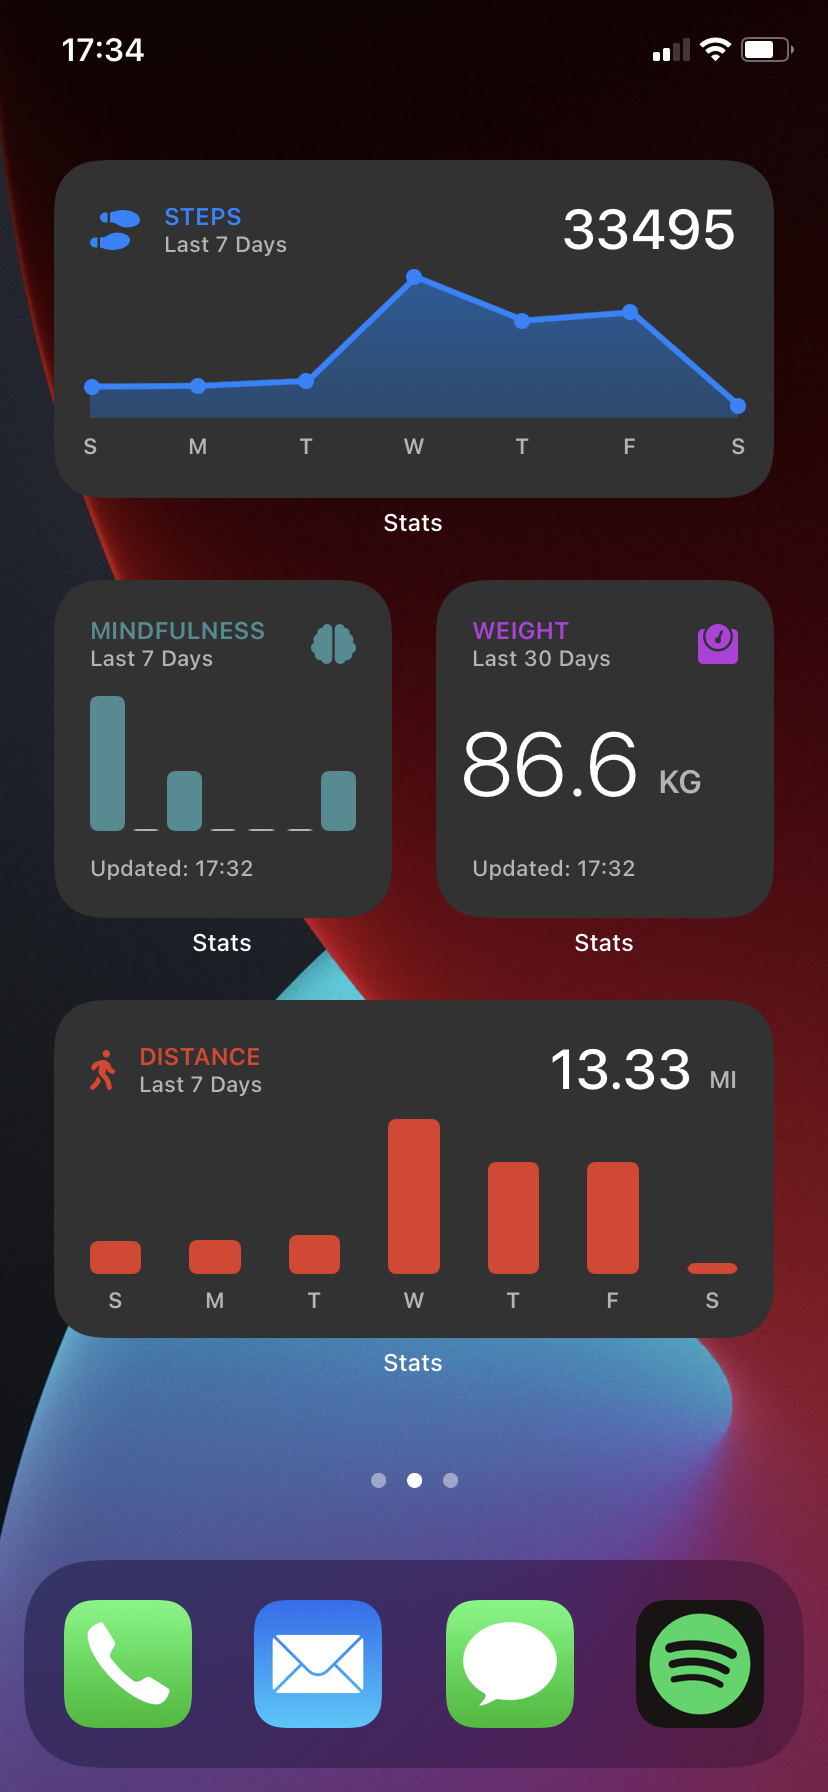 17:34
STEPS
Last 7 Days
33495
S M T W T F S
Stats
MINDFULNESS
Last 7 Days
Updated: 17:32
Stats
WEIGHT
Last 30 Days
86.6 KG
Updated: 17:32
Stats
DISTANCE
Last 7 Days
13.33 MI
S M T W T F S
Stats